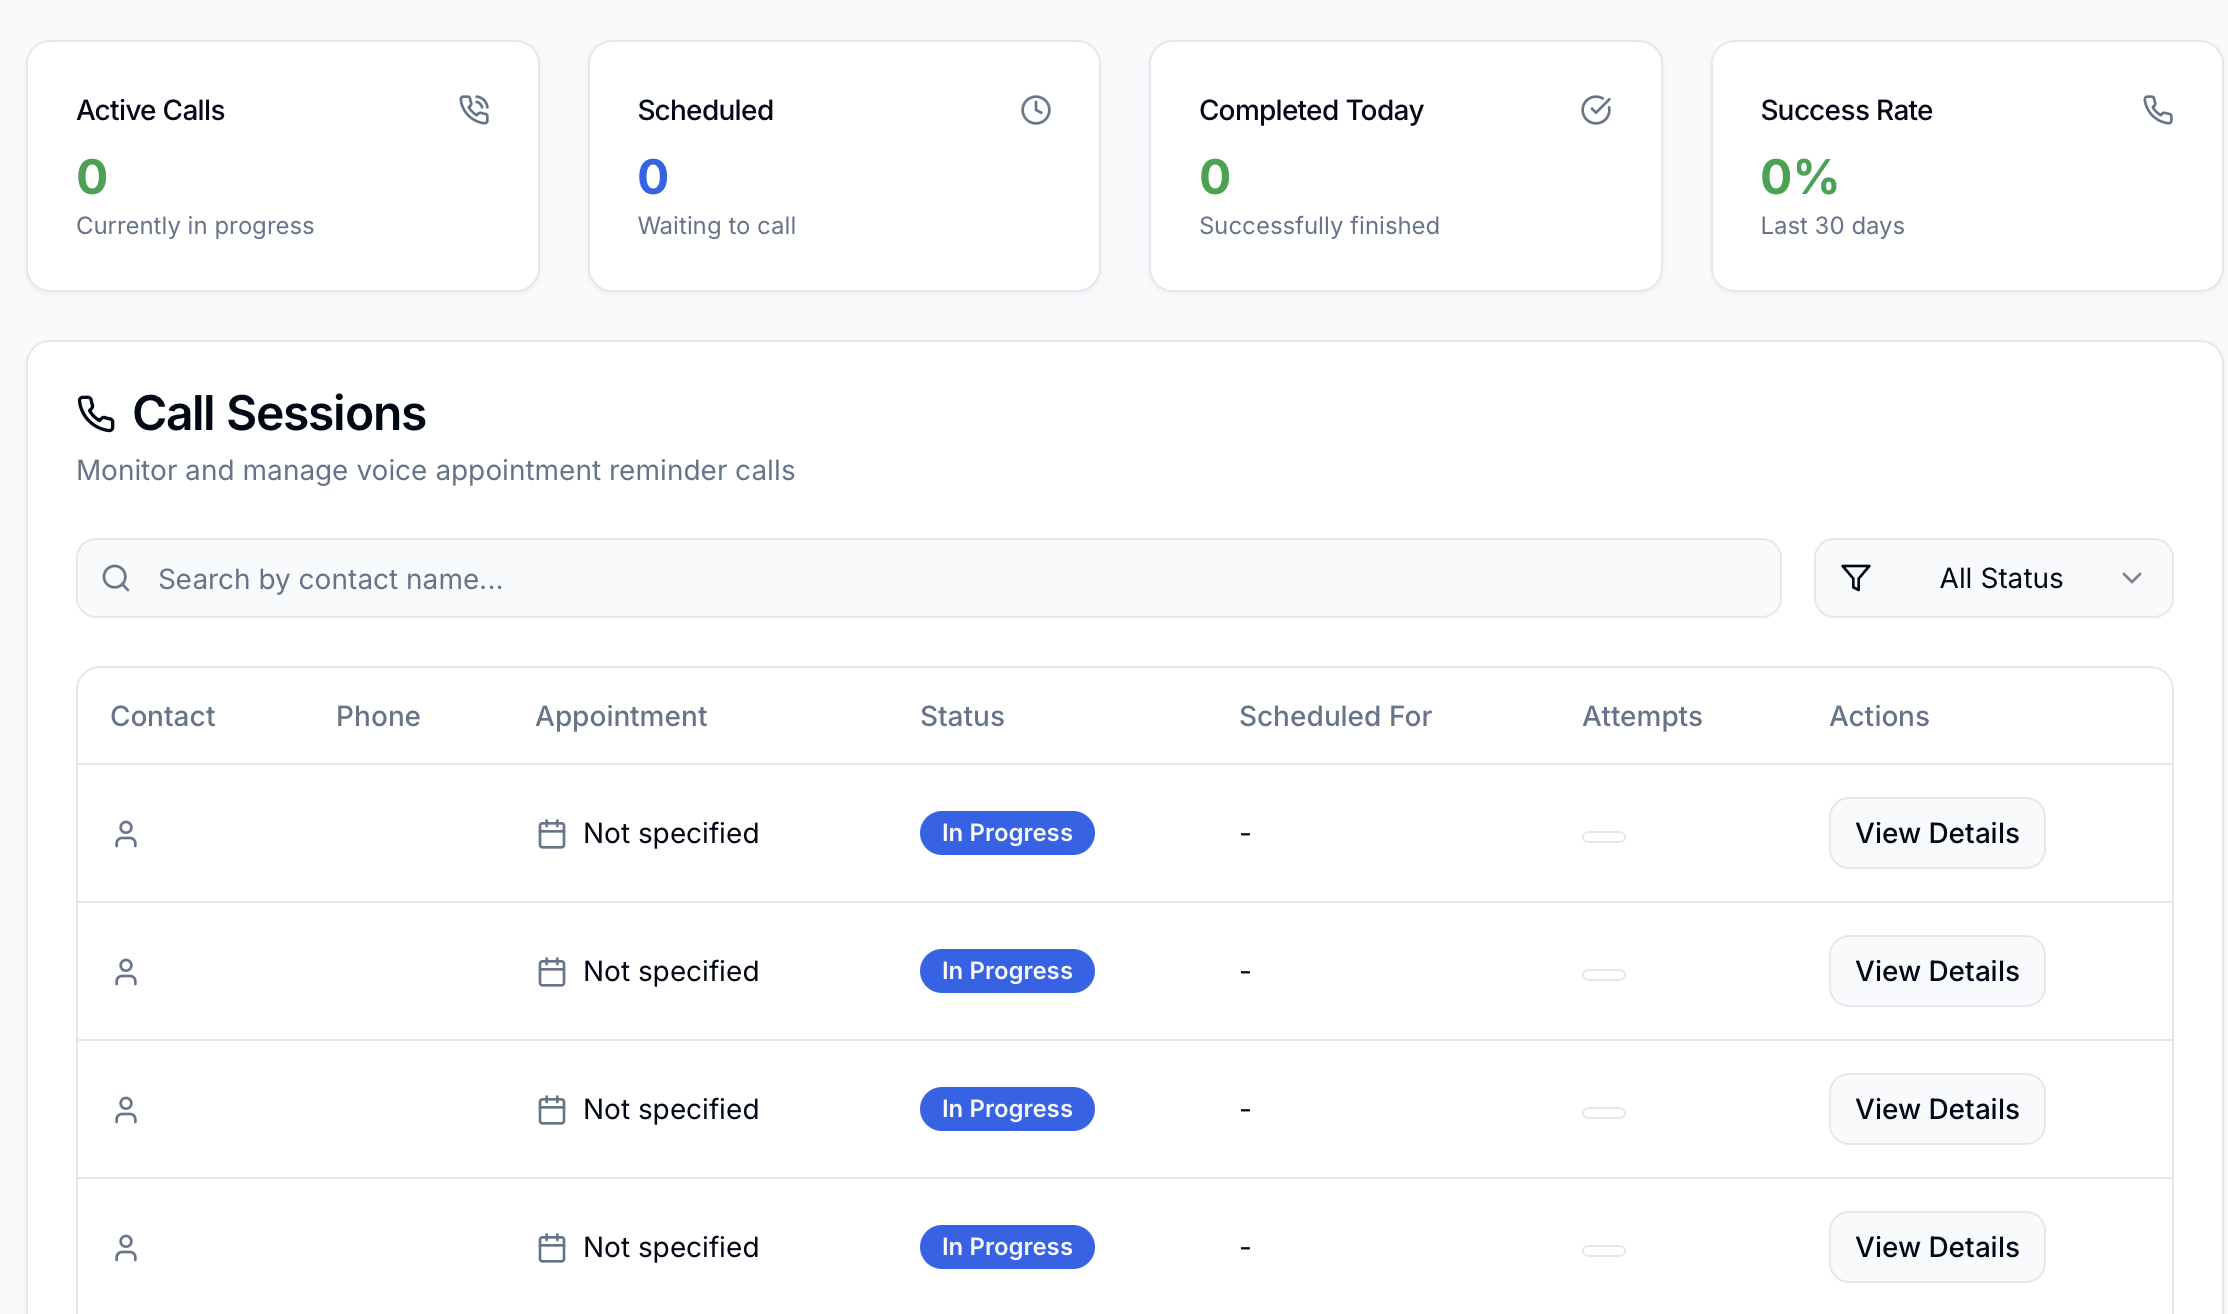 Active Calls
0
Currently in progress
Scheduled
0
Waiting to call
Completed Today
0
Successfully finished
Success Rate
0%
Last 30 days
Call Sessions
Monitor and manage voice appointment reminder calls
Search by contact name...
All Status
Contact Phone Appointment Status Scheduled For Attempts Actions
Not specified In Progress - View Details
Not specified In Progress - View Details
Not specified In Progress - View Details
Not specified In Progress - View Details